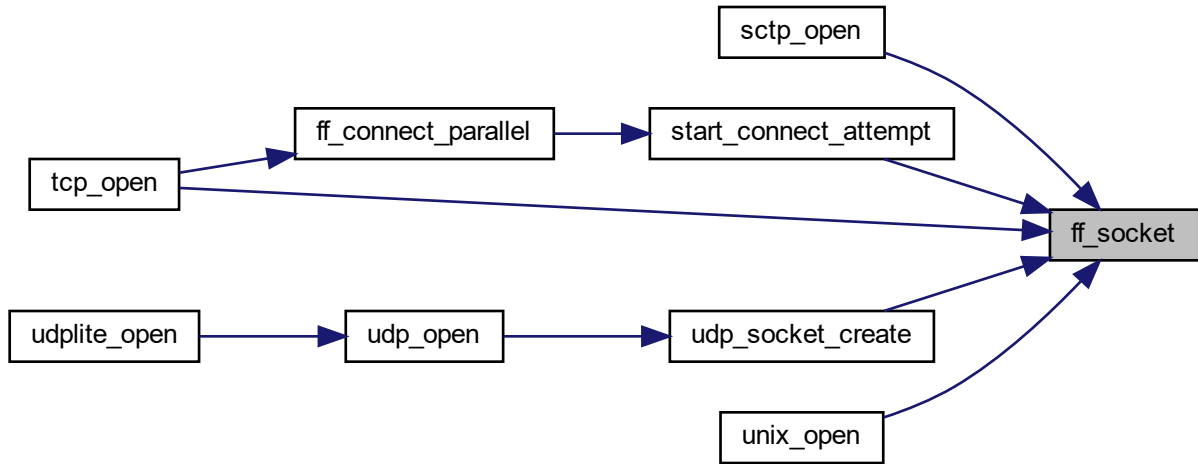 sctp_open
ff_connect_parallel
start_connect_attempt
tcp_open
ff_socket
udplite_open
udp_open
udp_socket_create
unix_open